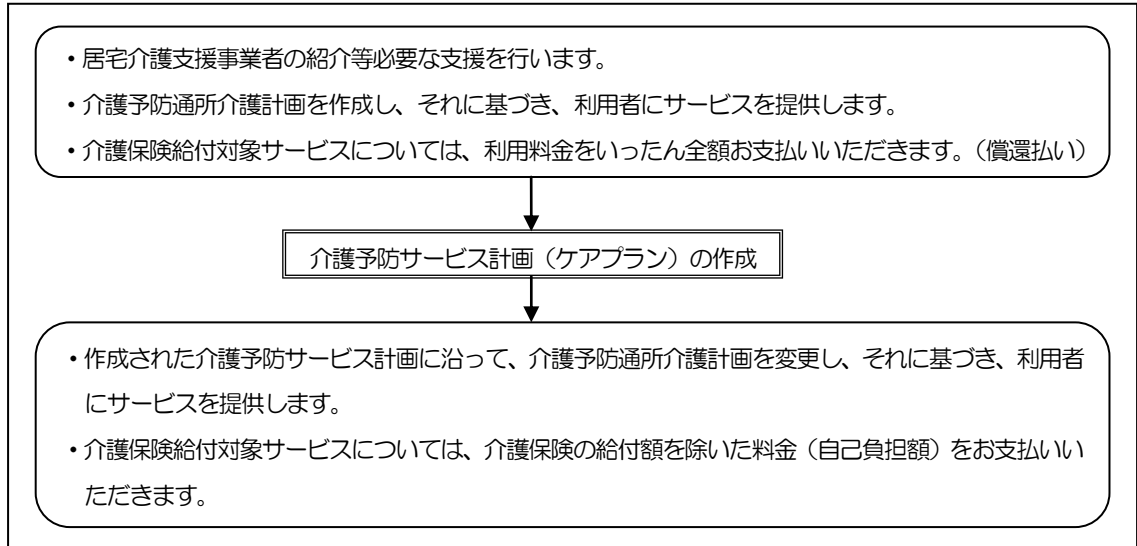 ・居宅介護支援事業者の紹介等必要な支援を行います。
・介護予防通所介護計画を作成し、それに基づき、利用者にサービスを提供します。
・介護保険給付対象サービスについては、利用料金をいったん全額お支払いいただきます。（償還払い）
介護予防サービス計画（ケアプラン）の作成
・作成された介護予防サービス計画に沿って、介護予防通所介護計画を変更し、それに基づき、利用者
にサービスを提供します。
・介護保険給付対象サービスについては、介護保険の給付額を除いた料金（自己負担額）をお支払いい
ただきます。